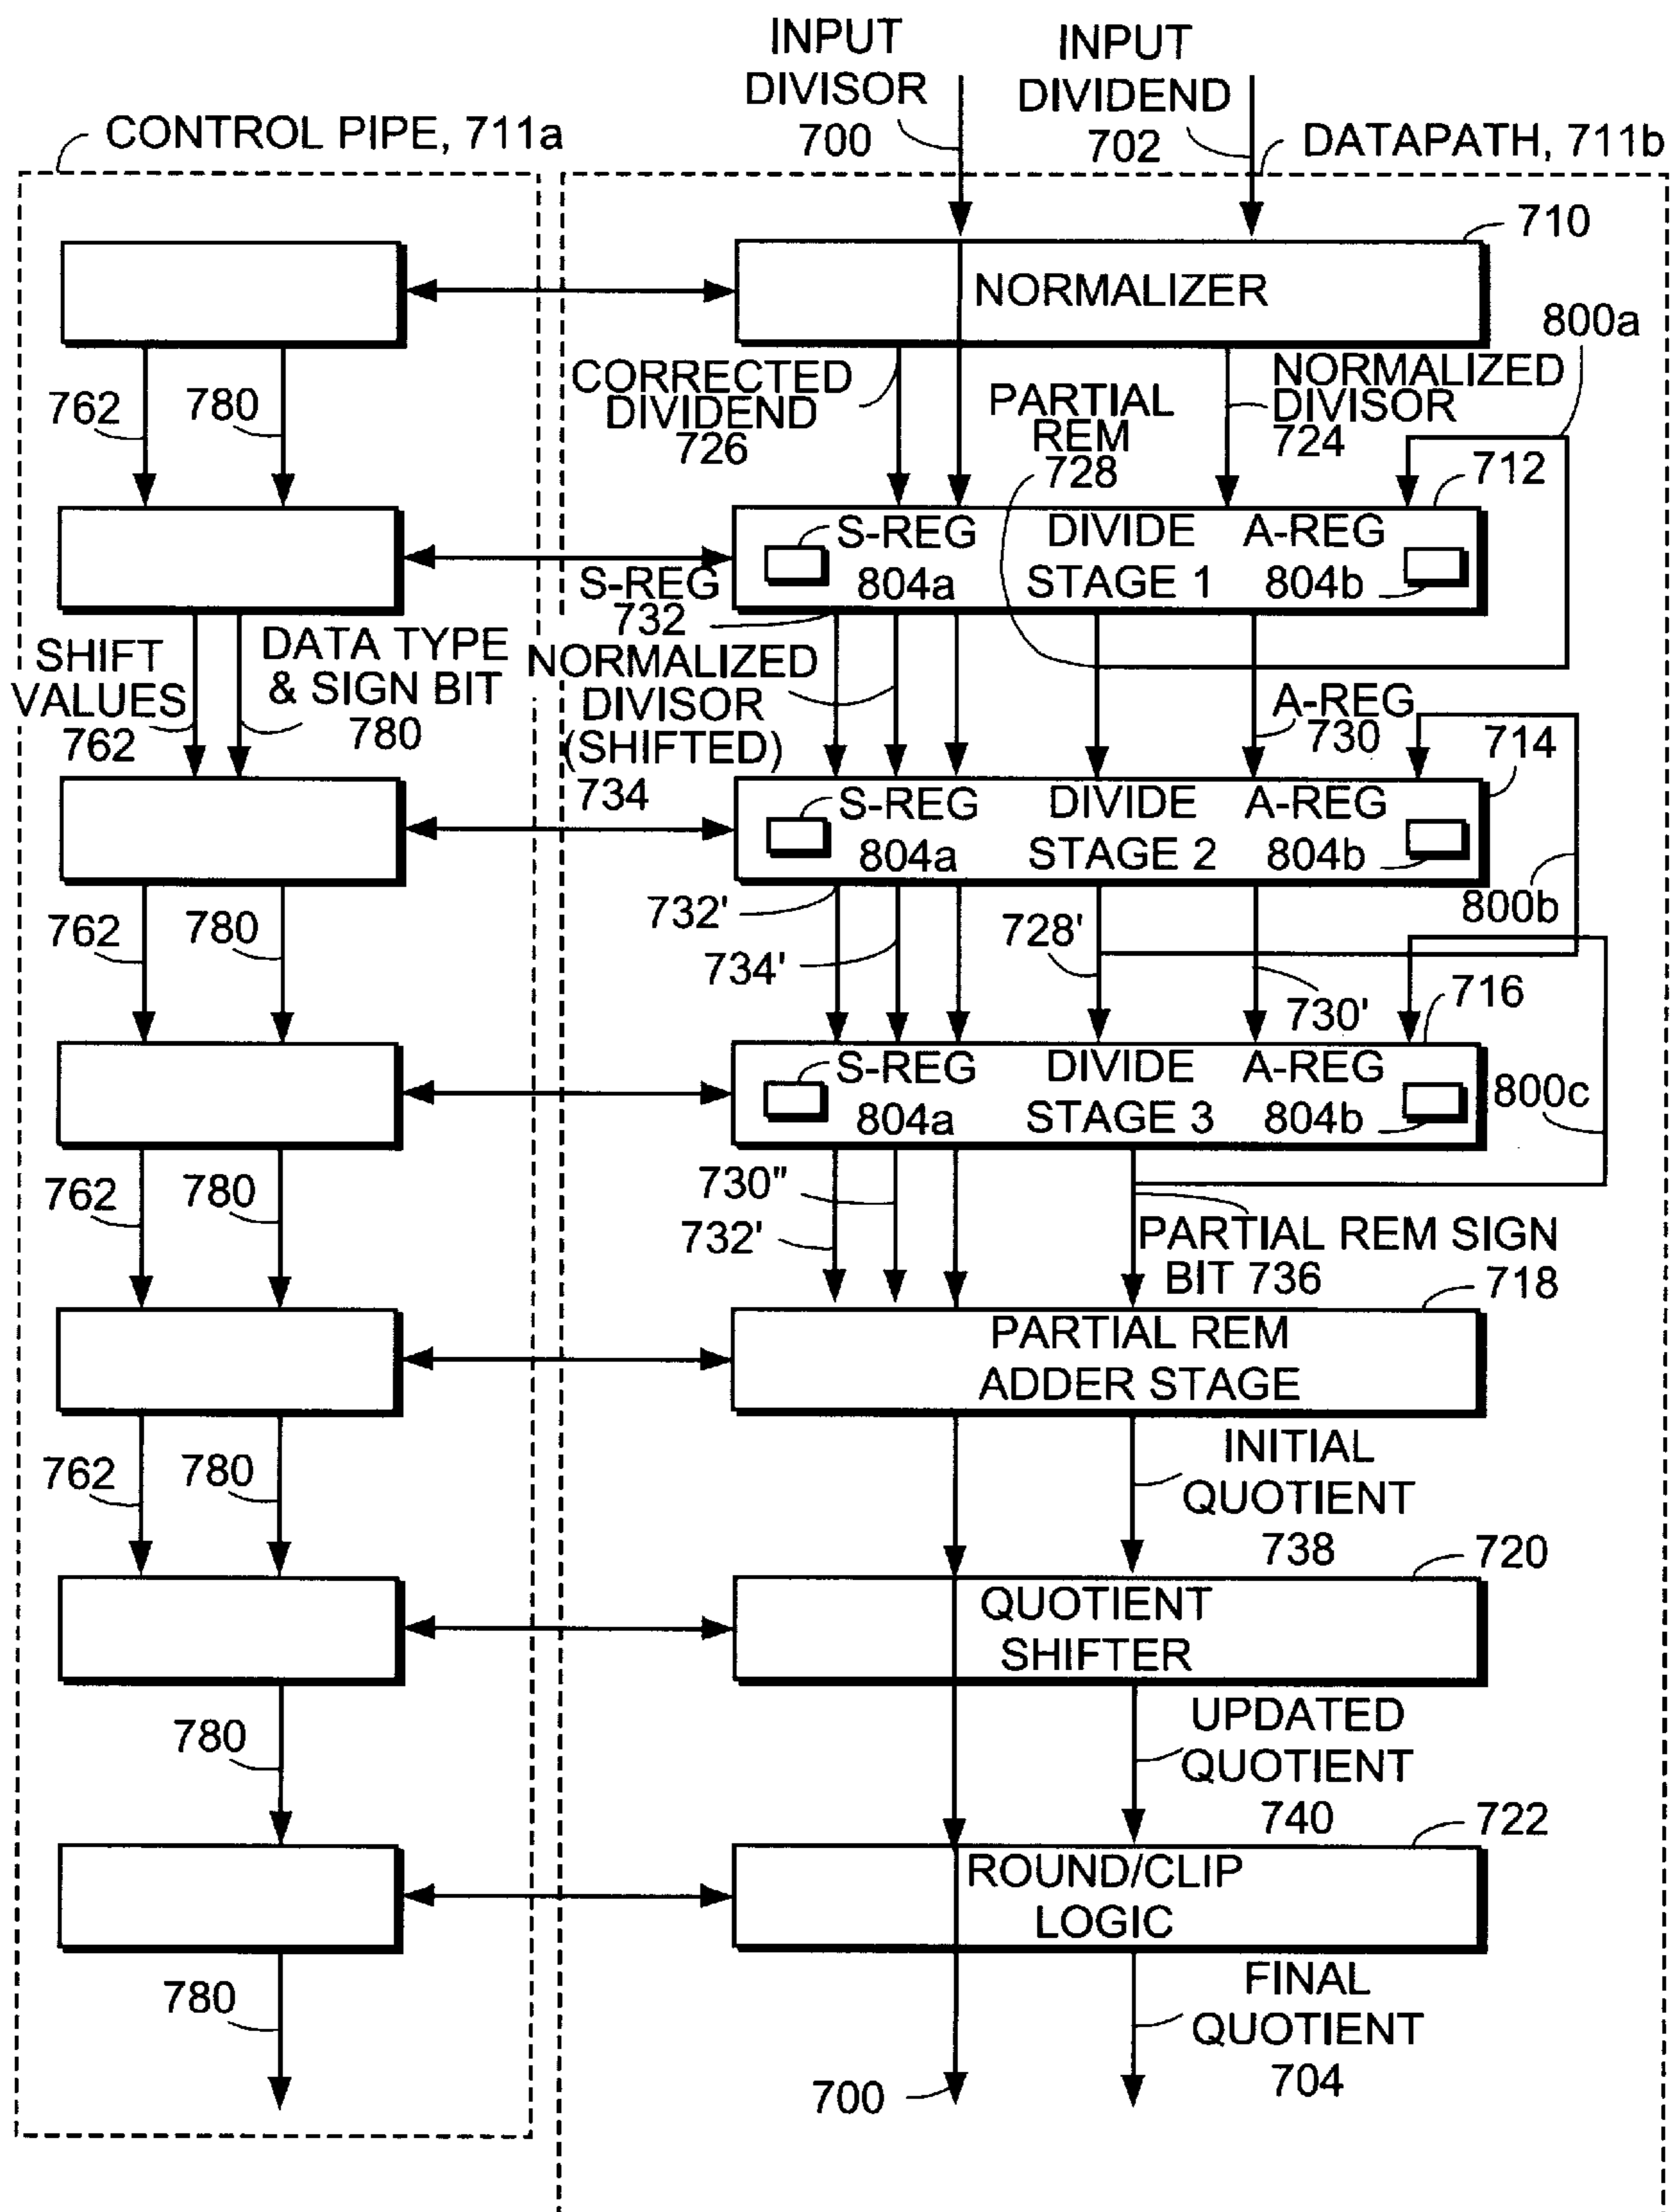 INPUT
DIVISOR
700
INPUT
DIVIDEND
702
CONTROL PIPE, 711a
DATAPATH, 711b
710
NORMALIZER
800a
762
780
CORRECTED
DIVIDEND
726
PARTIAL
REM
728
NORMALIZED
DIVISOR
724
712
S-REG
804a
DIVIDE
STAGE 1
A-REG
804b
S-REG
732
SHIFT
VALUES
762
DATA TYPE
& SIGN BIT
780
NORMALIZED
DIVISOR
(SHIFTED)
734
A-REG
730
714
S-REG
804a
DIVIDE
STAGE 2
A-REG
804b
800b
762
780
732'
734'
728'
730'
716
S-REG
804a
DIVIDE
STAGE 3
A-REG
804b
800c
762
780
730"
732'
PARTIAL REM SIGN
BIT 736
718
PARTIAL REM
ADDER STAGE
762
780
INITIAL
QUOTIENT
738
720
QUOTIENT
SHIFTER
780
UPDATED
QUOTIENT
740
722
ROUND/CLIP
LOGIC
780
700
FINAL
QUOTIENT
704